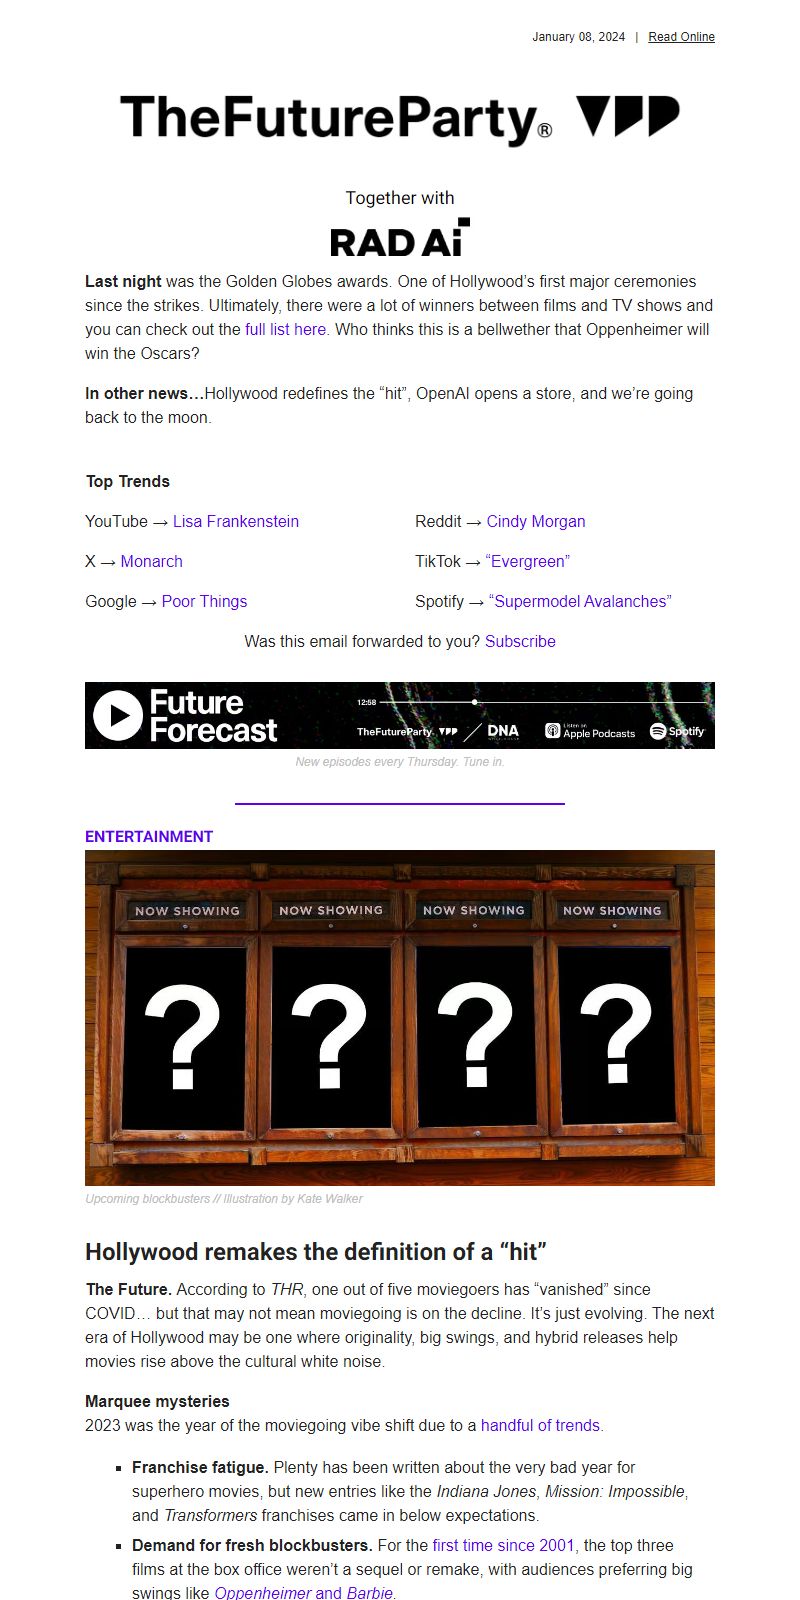 January 08, 2024 | Read Online
TheFutureParty®
Together with
RAD Ai
Last night was the Golden Globes awards. One of Hollywood’s first major ceremonies
since the strikes. Ultimately, there were a lot of winners between films and TV shows and
you can check out the full list here. Who thinks this is a bellwether that Oppenheimer will
win the Oscars?
In other news…Hollywood redefines the “hit”, OpenAI opens a store, and we’re going
back to the moon.
Top Trends
YouTube → Lisa Frankenstein
Reddit → Cindy Morgan
X → Monarch
TikTok → “Evergreen”
Google → Poor Things
Spotify → “Supermodel Avalanches”
Was this email forwarded to you? Subscribe
Future
Forecast
12:58
TheFutureParty DNA
Listen on
Apple Podcasts
Spotify
New episodes every Thursday. Tune in.
ENTERTAINMENT
NOW SHOWING NOW SHOWING NOW SHOWING NOW SHOWING
? ? ? ?
Upcoming blockbusters // Illustration by Kate Walker
Hollywood remakes the definition of a “hit”
The Future. According to THR, one out of five moviegoers has “vanished” since
COVID… but that may not mean moviegoing is on the decline. It’s just evolving. The next
era of Hollywood may be one where originality, big swings, and hybrid releases help
movies rise above the cultural white noise.
Marquee mysteries
2023 was the year of the moviegoing vibe shift due to a handful of trends.
Franchise fatigue. Plenty has been written about the very bad year for
superhero movies, but new entries like the Indiana Jones, Mission: Impossible,
and Transformers franchises came in below expectations.
Demand for fresh blockbusters. For the first time since 2001, the top three
films at the box office weren’t a sequel or remake, with audiences preferring big
swings like Oppenheimer and Barbie.